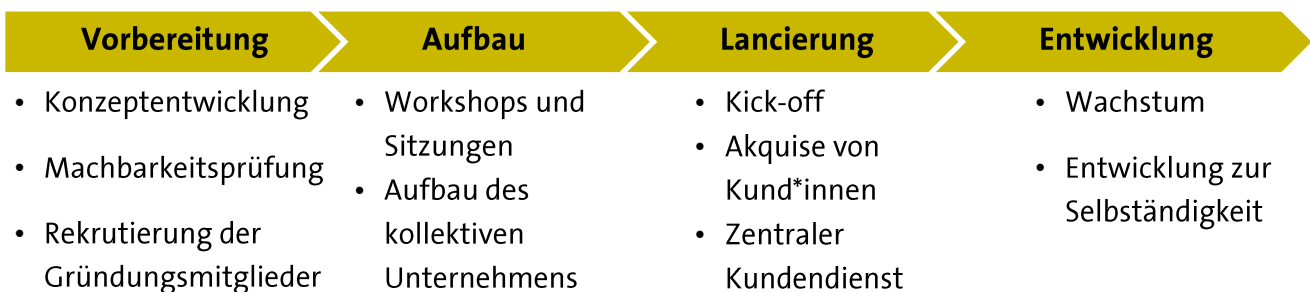 Vorbereitung
• Konzeptentwicklung
• Machbarkeitsprüfung
• Rekrutierung der
Gründungsmitglieder
Aufbau
• Workshops und
Sitzungen
• Aufbau des
kollektiven
Unternehmens
Lancierung
• Kick-off
• Akquise von
Kund*innen
• Zentraler
Kundendienst
Entwicklung
• Wachstum
• Entwicklung zur
Selbständigkeit